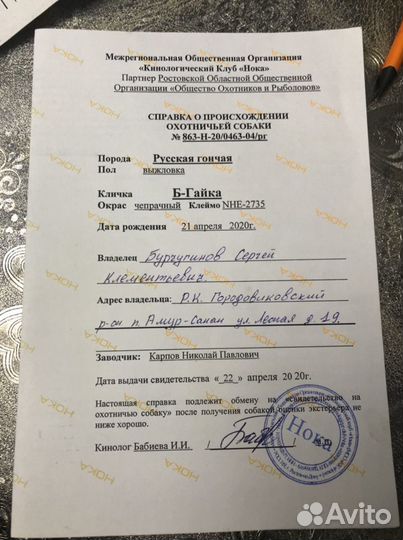 Межрегиональная Общественная Организация
«Кинологический Клуб «Нока»
Партнер Ростовской Областной Общественной
Организации «Общество Охотников и Рыболовов»
СПРАВКА О ПРОИСХОЖДЕНИИ
ОХОТНИЧЬЕЙ СОБАКИ
№ 863-Н-20/0463-04/рг
Порода Русская гончая
Пол выжловка
Кличка Б-Гайка
Окрас чепрачный Клеймо NHE-2735
Дата рождения 21 апреля 2020г.
Владелец Бургугинов Сергей
Клементьевич.
Адрес владельца: Р.К. Городовиковский
р-он п. Амур-Санан ул Лесная д 19.
Заводчик: Карпов Николай Павлович
Дата выдачи свидетельства «_22_» апреля 20 20г.
Настоящая справка подлежит обмену на «свидетельство на
охотничью собаку» после получения собакой оценки экстерьера не
ниже хорошо.
Кинолог Бабиева И.И. / /
Нока
НОКА
Avito